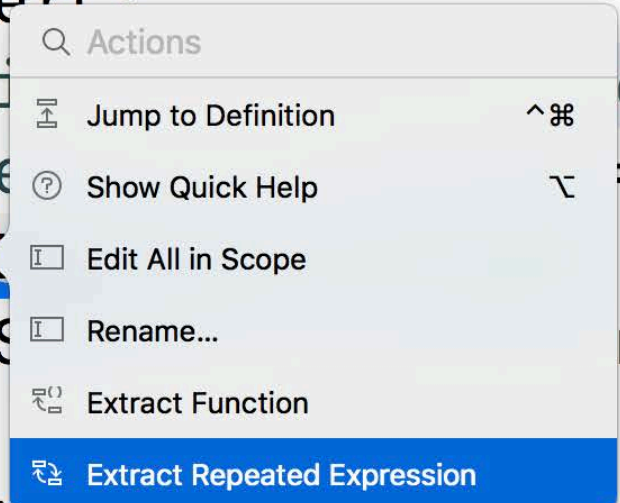 Actions
Jump to Definition ^⌘
Show Quick Help ⌥
Edit All in Scope
Rename...
Extract Function
Extract Repeated Expression